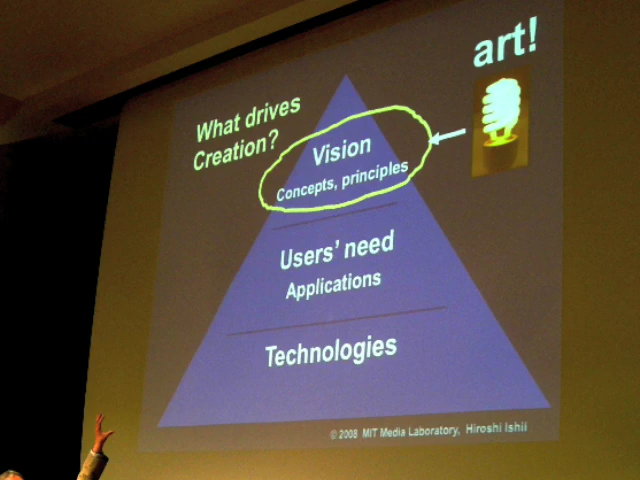 art!
What drives
Creation?
Vision
Concepts, principles
Users' need
Applications
Technologies
© 2008 MIT Media Laboratory, Hiroshi Ishii